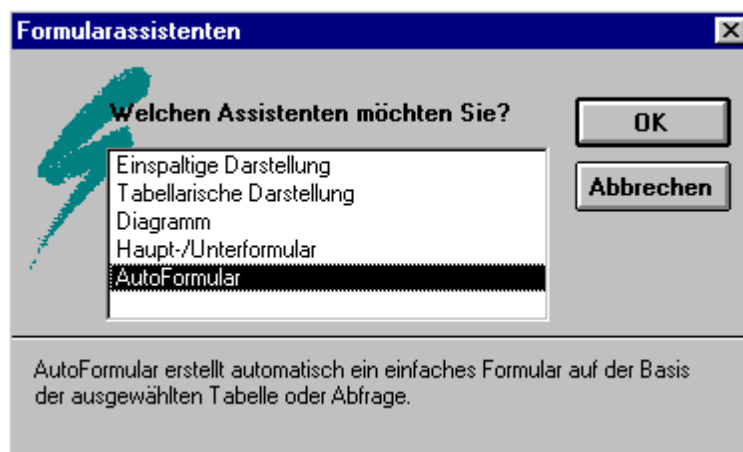 Formularassistenten
Welchen Assistenten möchten Sie?
OK
Abbrechen
Einspaltige Darstellung
Tabellarische Darstellung
Diagramm
Haupt-/Unterformular
AutoFormular
AutoFormular erstellt automatisch ein einfaches Formular auf der Basis
der ausgewählten Tabelle oder Abfrage.